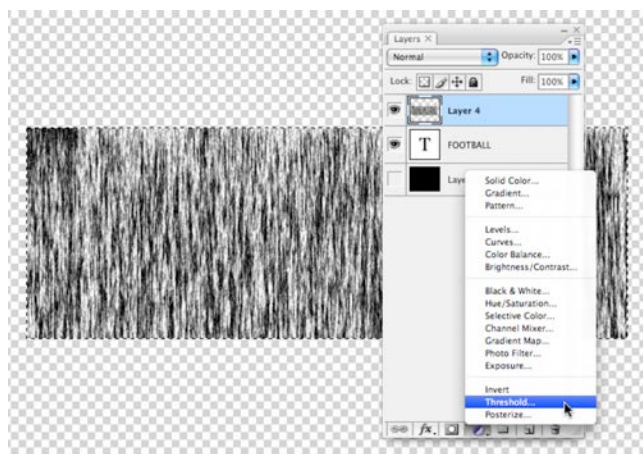 Layers ×
Normal Opacity: 100%
Lock: Fill: 100%
Layer 4
T FOOTBALL
Laye
Solid Color...
Gradient...
Pattern...
Levels...
Curves...
Color Balance...
Brightness/Contrast...
Black & White...
Hue/Saturation...
Selective Color...
Channel Mixer...
Gradient Map...
Photo Filter...
Exposure...
Invert
Threshold...
Posterize...
fx.